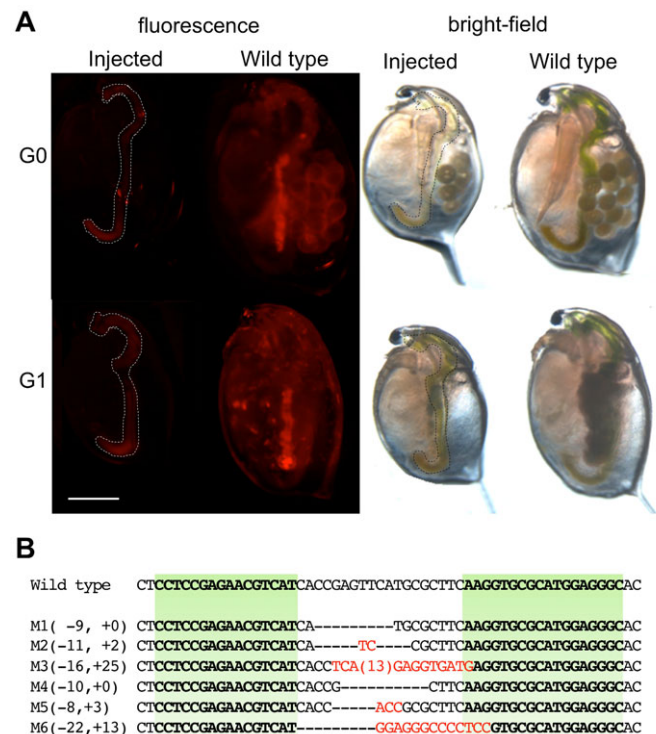 A
fluorescence
bright-field
Injected
Wild type
Injected
Wild type
G0
G1
B
Wild type CTCCTCCGAGAACGTCATCACCGAGTTCATGCGCTTCAAGGTGCGCATGGAGGGCAC
M1( -9, +0) CTCCTCCGAGAACGTCATCA---------TGCGCTTCAAGGTGCGCATGGAGGGCAC
M2(-11, +2) CTCCTCCGAGAACGTCATCA-----TC----CGCTTCAAGGTGCGCATGGAGGGCAC
M3(-16,+25) CTCCTCCGAGAACGTCATCACCTCA(13)GAGGTGATGAGGTGCGCATGGAGGGCAC
M4(-10,+0) CTCCTCCGAGAACGTCATCACCG----------CTTCAAGGTGCGCATGGAGGGCAC
M5(-8,+3) CTCCTCCGAGAACGTCATCA-------ACCGCGCTTCAAGGTGCGCATGGAGGGCAC
M6(-22,+13) CTCCTCCGAGAACGTCAT---------GGAGGGCCCCTCCGTGCGCATGGAGGGCAC